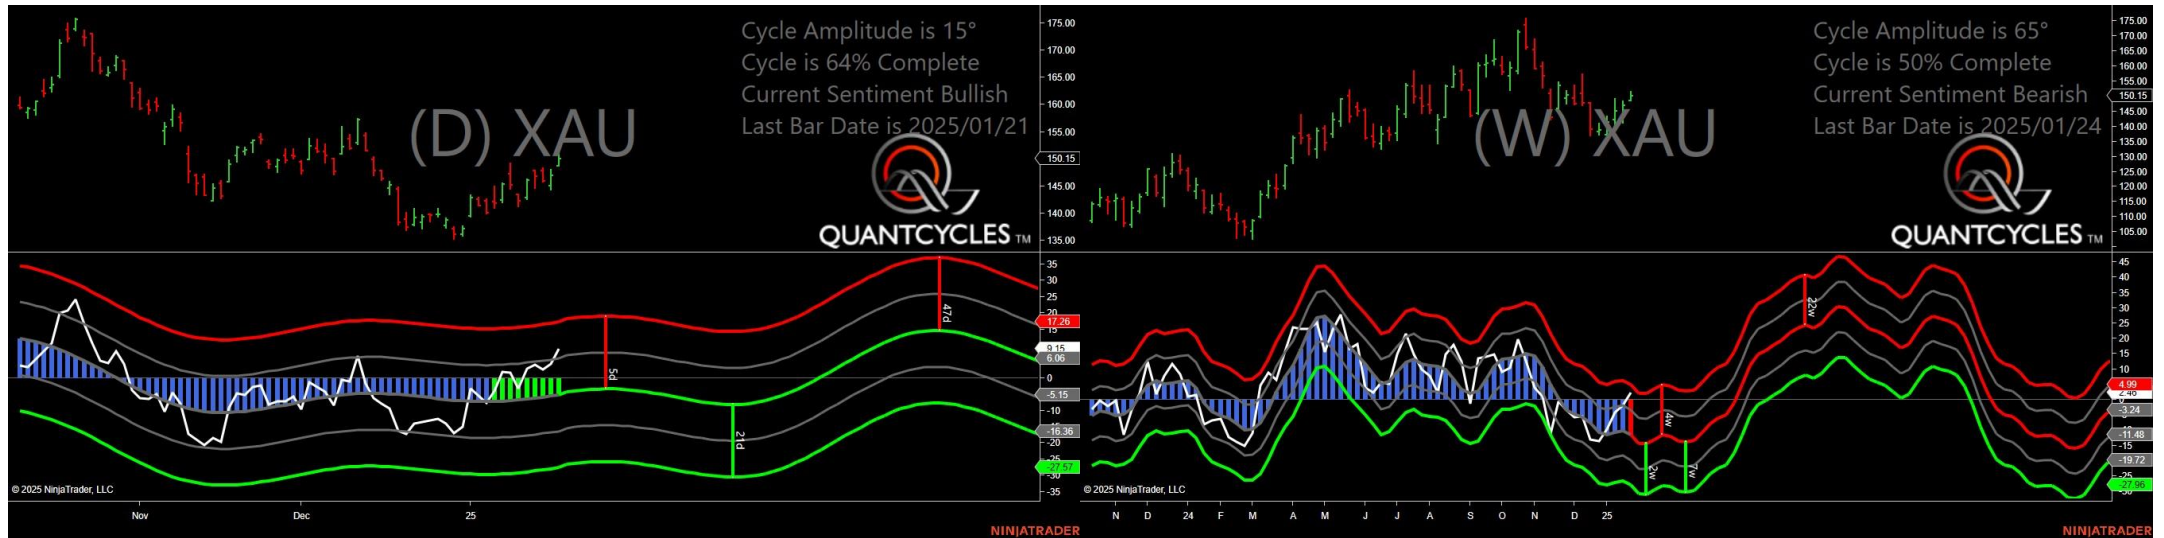 Cycle Amplitude is 15°
Cycle is 64% Complete
Current Sentiment Bullish
Last Bar Date is 2025/01/21
(D) XAU
QUANTCYCLES TM
175.00
170.00
165.00
160.00
155.00
150.15
145.00
140.00
135.00
35
30
25
20
17.26
15
9.15
6.06
0
-5.15
-10
-16.36
-20
-27.57
-30
-35
5d
21d
47d
© 2025 NinjaTrader, LLC
Nov
Dec
25
NINJATRADER
Cycle Amplitude is 65°
Cycle is 50% Complete
Current Sentiment Bearish
Last Bar Date is 2025/01/24
(W) XAU
QUANTCYCLES TM
175.00
170.00
165.00
160.00
155.00
150.15
145.00
140.00
135.00
130.00
125.00
120.00
115.00
110.00
105.00
45
40
35
30
25
20
15
10
4.99
2.46
-3.24
-11.48
-15
-19.72
-25
-27.96
22w
4w
2w
7w
© 2025 NinjaTrader, LLC
N D 24 F M A M J J A S O N D 25
NINJATRADER